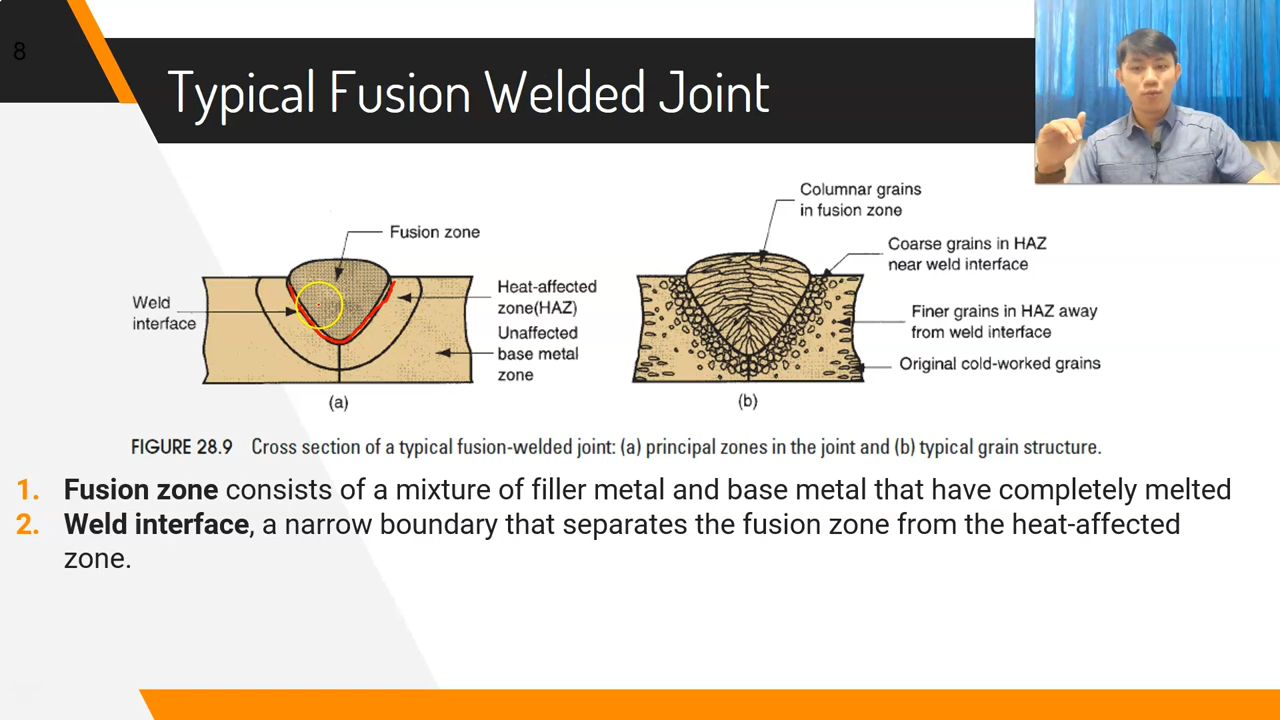 8
Typical Fusion Welded Joint
Fusion zone
Weld
interface
Heat-affected
zone(HAZ)
Unaffected
base metal
zone
(a)
Columnar grains
in fusion zone
Coarse grains in HAZ
near weld interface
Finer grains in HAZ away
from weld interface
Original cold-worked grains
(b)
FIGURE 28.9 Cross section of a typical fusion-welded joint: (a) principal zones in the joint and (b) typical grain structure.
1. Fusion zone consists of a mixture of filler metal and base metal that have completely melted
2. Weld interface, a narrow boundary that separates the fusion zone from the heat-affected
zone.